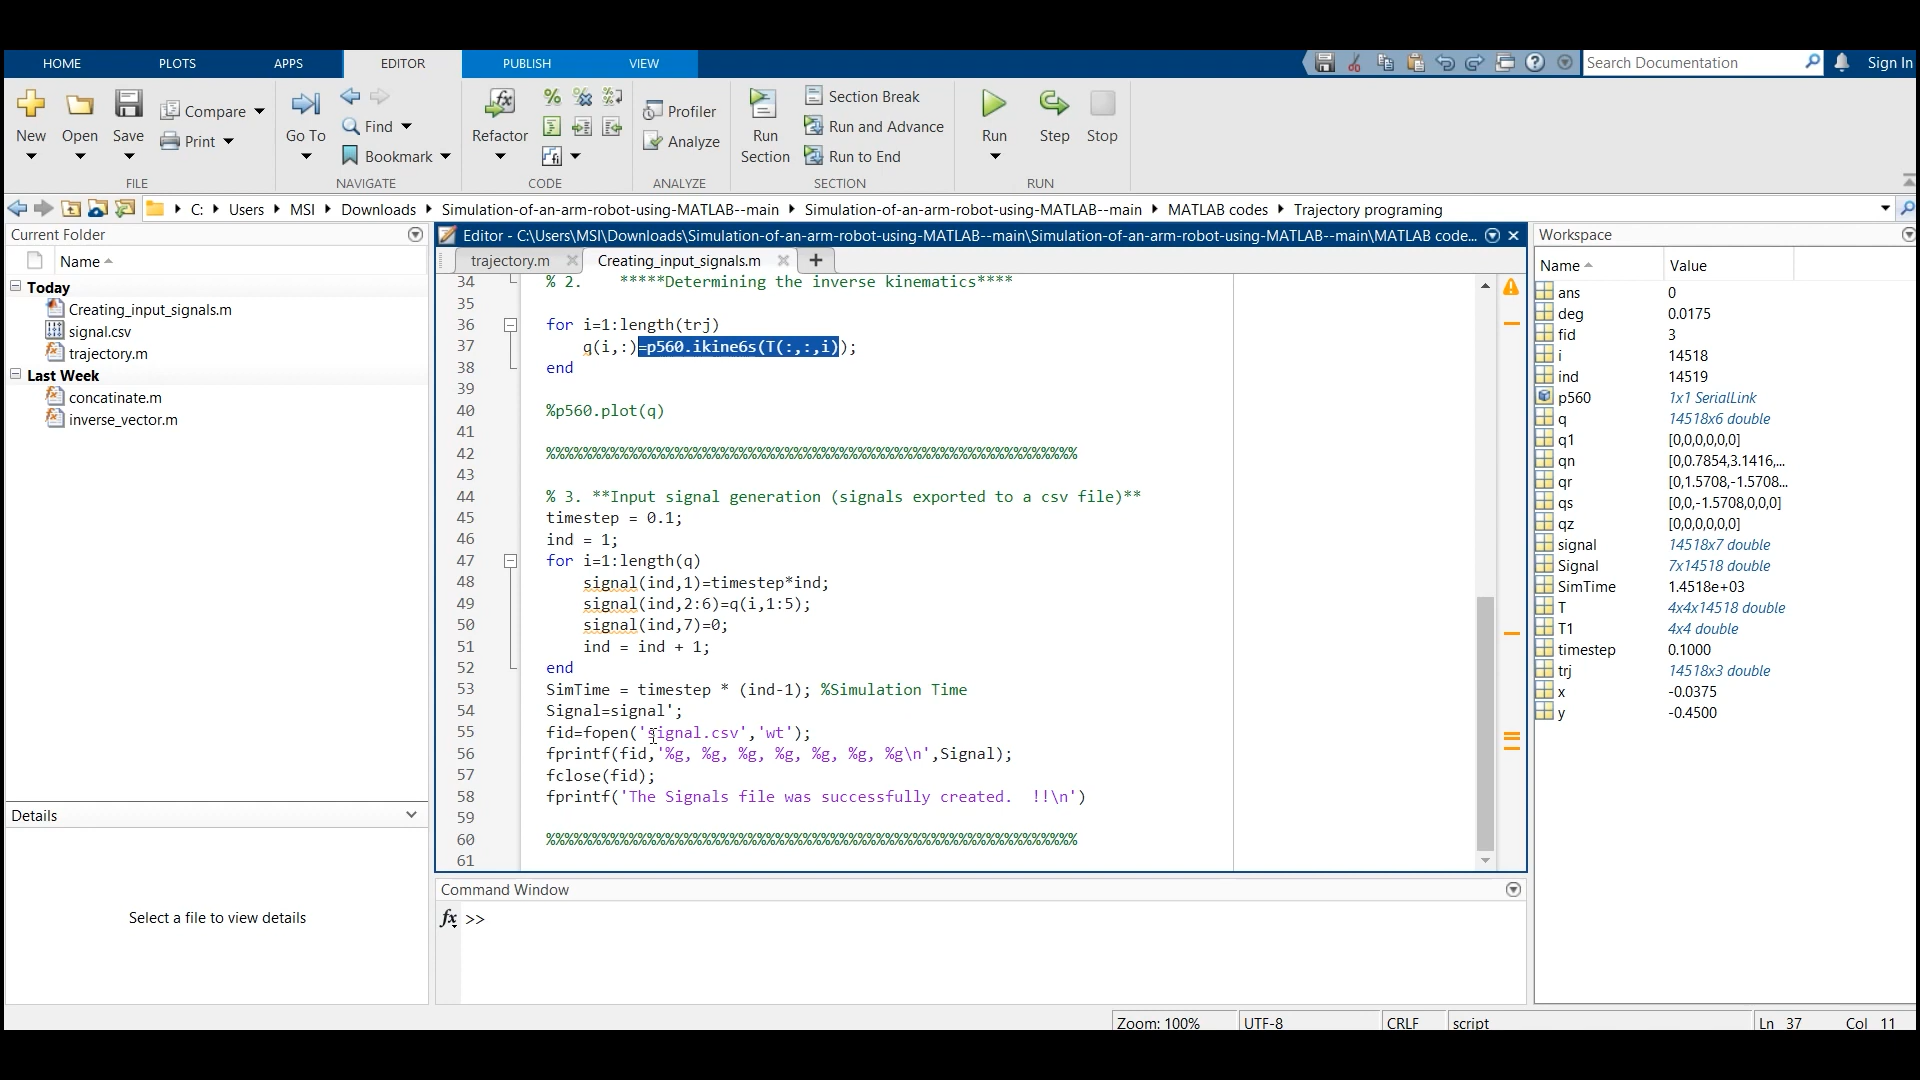 HOME PLOTS APPS EDITOR PUBLISH VIEW Search Documentation Sign In
New Open Save Compare Print Go To Find Bookmark Refactor Profiler Analyze Run Section Section Break Run and Advance Run to End Run Step Stop
FILE NAVIGATE CODE ANALYZE SECTION RUN
C: Users MSI Downloads Simulation-of-an-arm-robot-using-MATLAB--main Simulation-of-an-arm-robot-using-MATLAB--main MATLAB codes Trajectory programing
Current Folder
Name
Today
Creating_input_signals.m
signal.csv
trajectory.m
Last Week
concatinate.m
inverse_vector.m
Details
Select a file to view details
Editor - C:\Users\MSI\Downloads\Simulation-of-an-arm-robot-using-MATLAB--main\Simulation-of-an-arm-robot-using-MATLAB--main\MATLAB code...
trajectory.m Creating_input_signals.m
34 % 2. *****Determining the inverse kinematics****
35
36 for i=1:length(trj)
37 q(i,:)=p560.ikine6s(T(:,:,i));
38 end
39
40 %p560.plot(q)
41
42 %%%%%%%%%%%%%%%%%%%%%%%%%%%%%%%%%%%%%%%%%%%%%%%%%%%%%%%%%%
43
44 % 3. **Input signal generation (signals exported to a csv file)**
45 timestep = 0.1;
46 ind = 1;
47 for i=1:length(q)
48 signal(ind,1)=timestep*ind;
49 signal(ind,2:6)=q(i,1:5);
50 signal(ind,7)=0;
51 ind = ind + 1;
52 end
53 SimTime = timestep * (ind-1); %Simulation Time
54 Signal=signal';
55 fid=fopen('signal.csv','wt');
56 fprintf(fid,'%g, %g, %g, %g, %g, %g, %g\n',Signal);
57 fclose(fid);
58 fprintf('The Signals file was successfully created. !!\n')
59
60 %%%%%%%%%%%%%%%%%%%%%%%%%%%%%%%%%%%%%%%%%%%%%%%%%%%%%%%%%%
61
Command Window
fx >>
Workspace
Name Value
ans 0
deg 0.0175
fid 3
i 14518
ind 14519
p560 1x1 SerialLink
q 14518x6 double
q1 [0,0,0,0,0,0]
qn [0,0.7854,3.1416,...
qr [0,1.5708,-1.5708...
qs [0,0,-1.5708,0,0,0]
qz [0,0,0,0,0,0]
signal 14518x7 double
Signal 7x14518 double
SimTime 1.4518e+03
T 4x4x14518 double
T1 4x4 double
timestep 0.1000
trj 14518x3 double
x -0.0375
y -0.4500
Zoom: 100% UTF-8 CRLF script Ln 37 Col 11